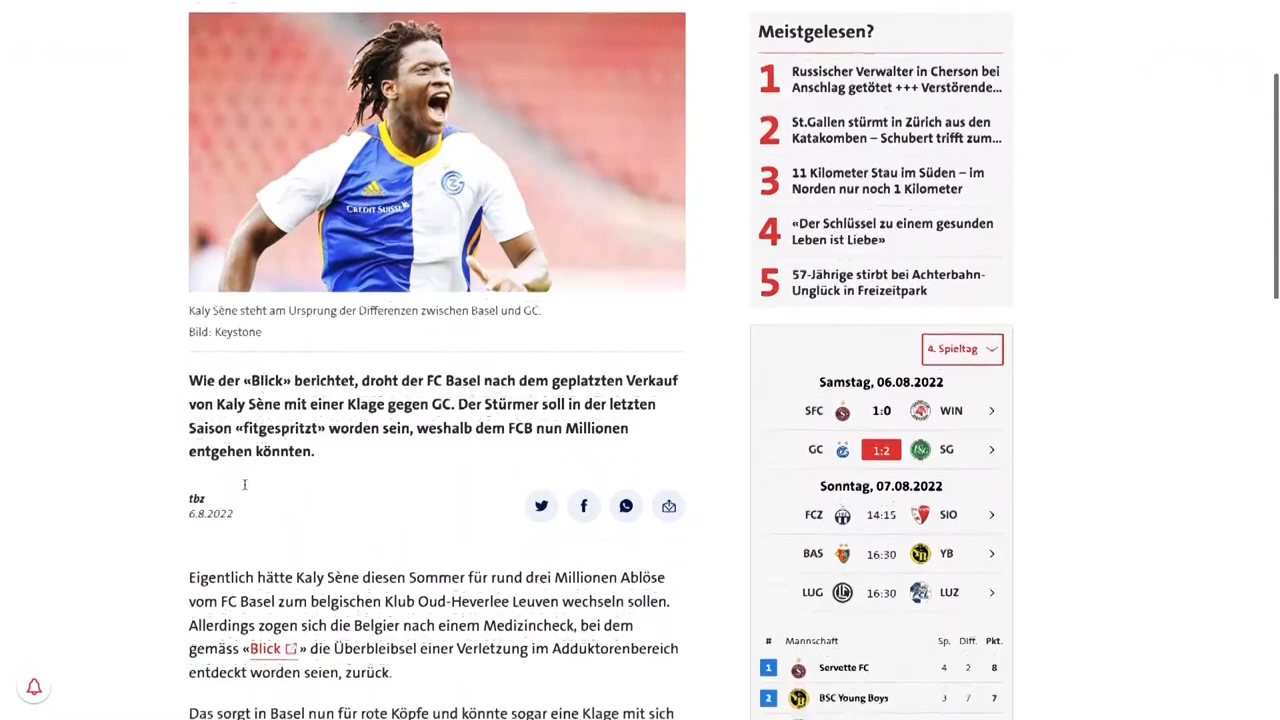 CREDIT SUISSE
Kaly Sène steht am Ursprung der Differenzen zwischen Basel und GC.
Bild: Keystone
Wie der «Blick» berichtet, droht der FC Basel nach dem geplatzten Verkauf
von Kaly Sène mit einer Klage gegen GC. Der Stürmer soll in der letzten
Saison «fitgespritzt» worden sein, weshalb dem FCB nun Millionen
entgehen könnten.
tbz
6.8.2022
Eigentlich hätte Kaly Sène diesen Sommer für rund drei Millionen Ablöse
vom FC Basel zum belgischen Klub Oud-Heverlee Leuven wechseln sollen.
Allerdings zogen sich die Belgier nach einem Medizincheck, bei dem
gemäss «Blick» die Überbleibsel einer Verletzung im Adduktorenbereich
entdeckt worden seien, zurück.
Das sorgt in Basel nun für rote Köpfe und könnte sogar eine Klage mit sich
Meistgelesen?
1 Russischer Verwalter in Cherson bei
Anschlag getötet +++ Verstörende...
2 St.Gallen stürmt in Zürich aus den
Katakomben – Schubert trifft zum...
3 11 Kilometer Stau im Süden – im
Norden nur noch 1 Kilometer
4 «Der Schlüssel zu einem gesunden
Leben ist Liebe»
5 57-Jährige stirbt bei Achterbahn-
Unglück in Freizeitpark
4. Spieltag
Samstag, 06.08.2022
SFC 1:0 WIN
GC 1:2 SG
Sonntag, 07.08.2022
FCZ 14:15 SIO
BAS 16:30 YB
LUG 16:30 LUZ
# Mannschaft Sp. Diff. Pkt.
1 Servette FC 4 2 8
2 BSC Young Boys 3 7 7